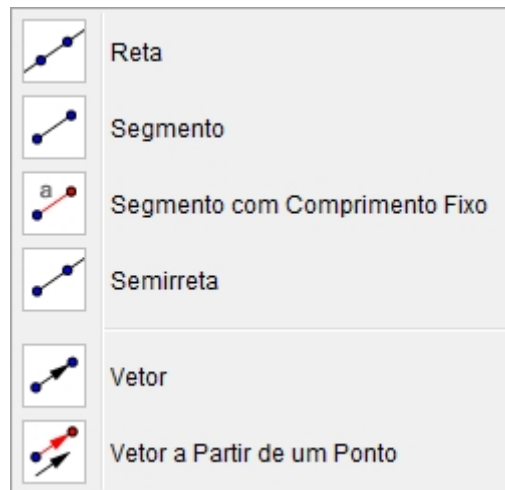 Reta
Segmento
a
Segmento com Comprimento Fixo
Semirreta
Vetor
Vetor a Partir de um Ponto